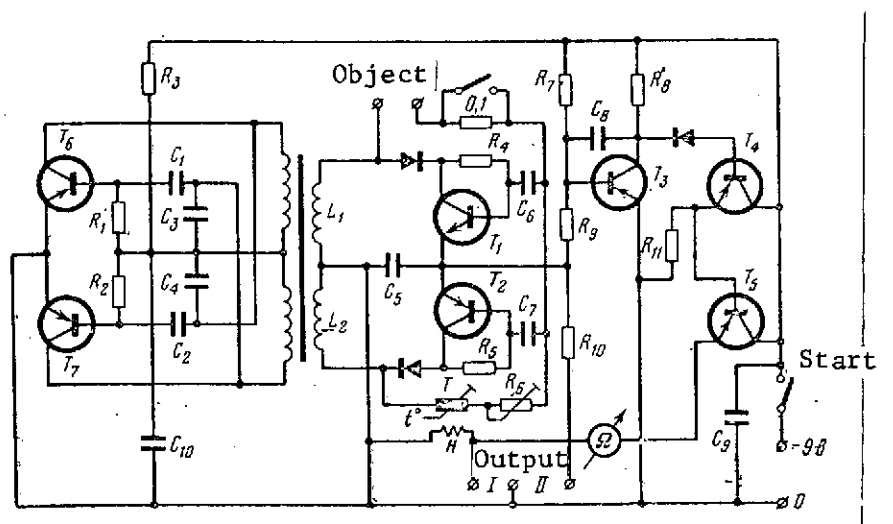 Object
R3
R7
R8
0,1
T6
C1
R4
C8
T4
C6
T3
R1
C3
L1
T1
R9
R2
C4
C5
T2
C7
R11
T5
C2
L2
R5
R10
T7
T
R6
Start
t°
C10
H
Output
Ω
C9
-9В
I
II
0